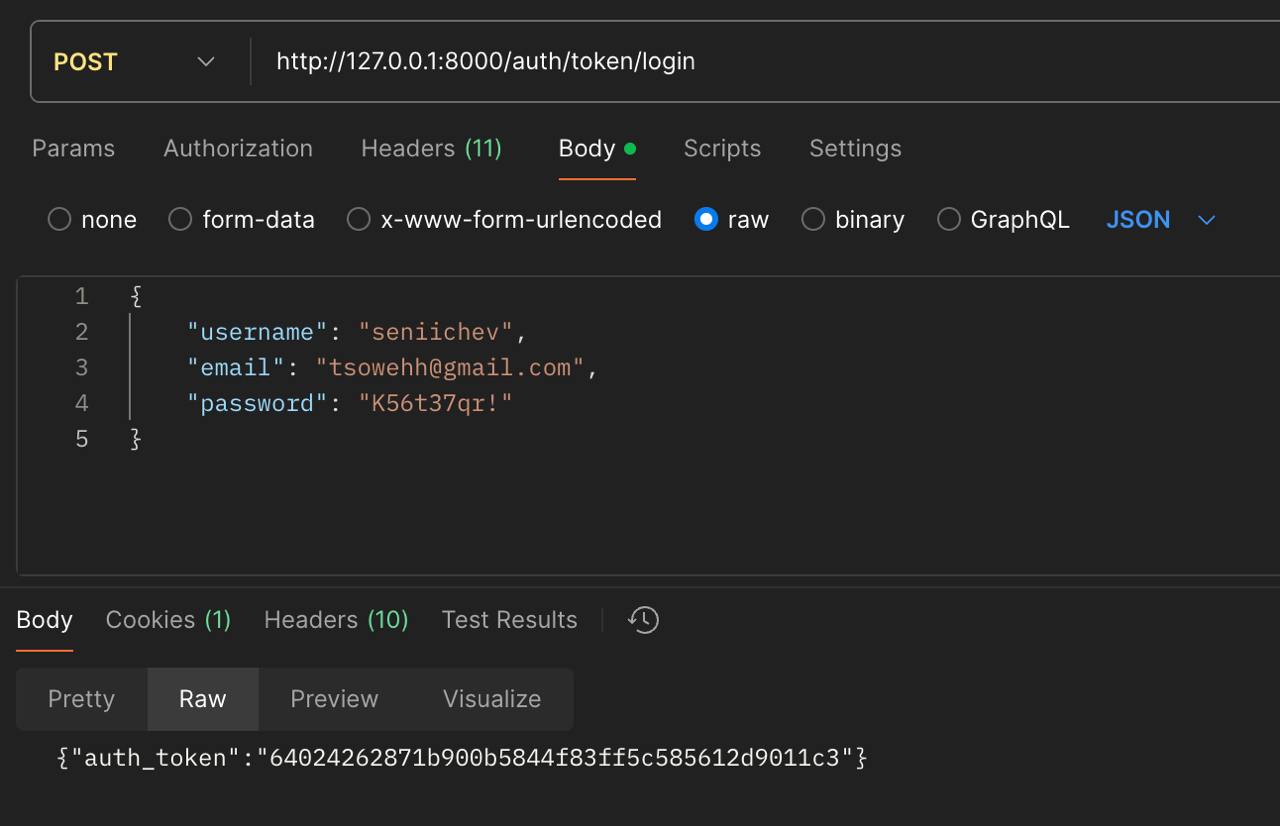 POST http://127.0.0.1:8000/auth/token/login
Params Authorization Headers (11) Body Scripts Settings
none form-data x-www-form-urlencoded raw binary GraphQL JSON
1 {
2 "username": "seniichev",
3 "email": "tsowehh@gmail.com",
4 "password": "K56t37qr!"
5 }
Body Cookies (1) Headers (10) Test Results
Pretty Raw Preview Visualize
{"auth_token":"64024262871b900b5844f83ff5c585612d9011c3"}